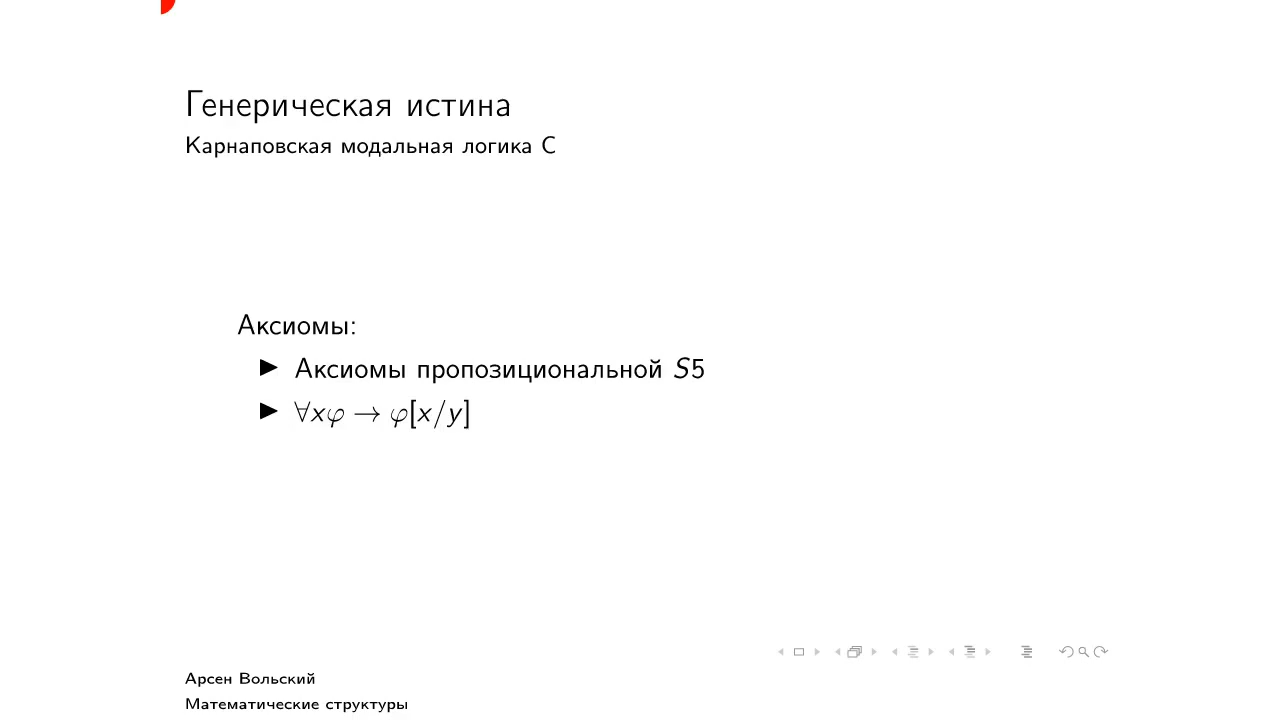 Генерическая истина
Карнаповская модальная логика C
Аксиомы:
▶ Аксиомы пропозициональной S5
▶ ∀xφ → φ[x/y]
Арсен Вольский
Математические структуры